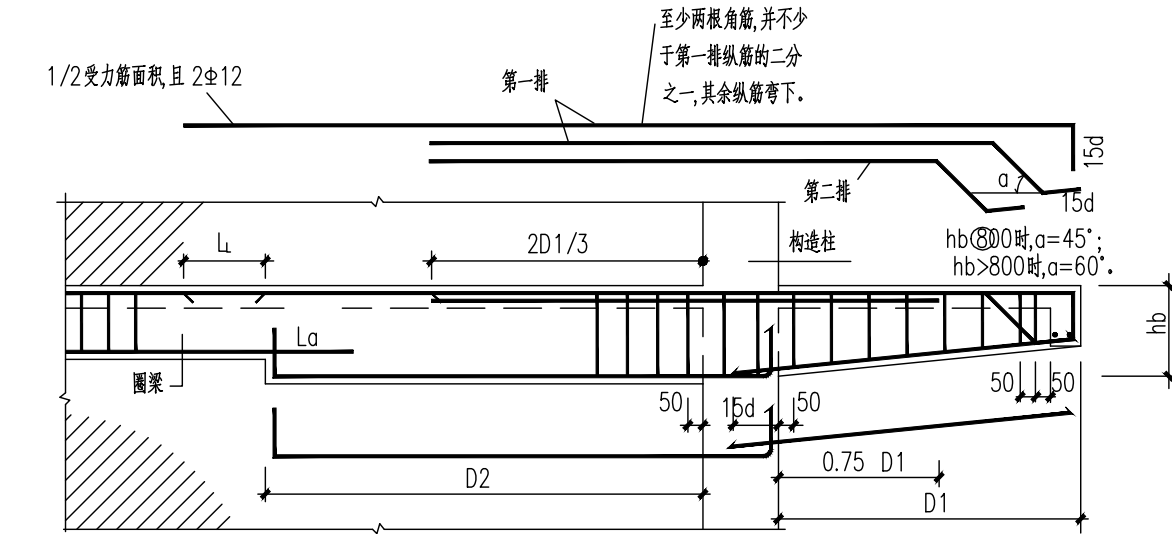 至少两根角筋,并不少
于第一排纵筋的二分
之一,其余纵筋弯下。
1/2受力筋面积,且 2Φ12
第一排
15d
a
第二排
15d
构造柱
hb 800时,a=45°;
hb>800时,a=60°.
2D1/3
hb
La
圈梁
50
15d
50
50
50
0.75 D1
D2
D1